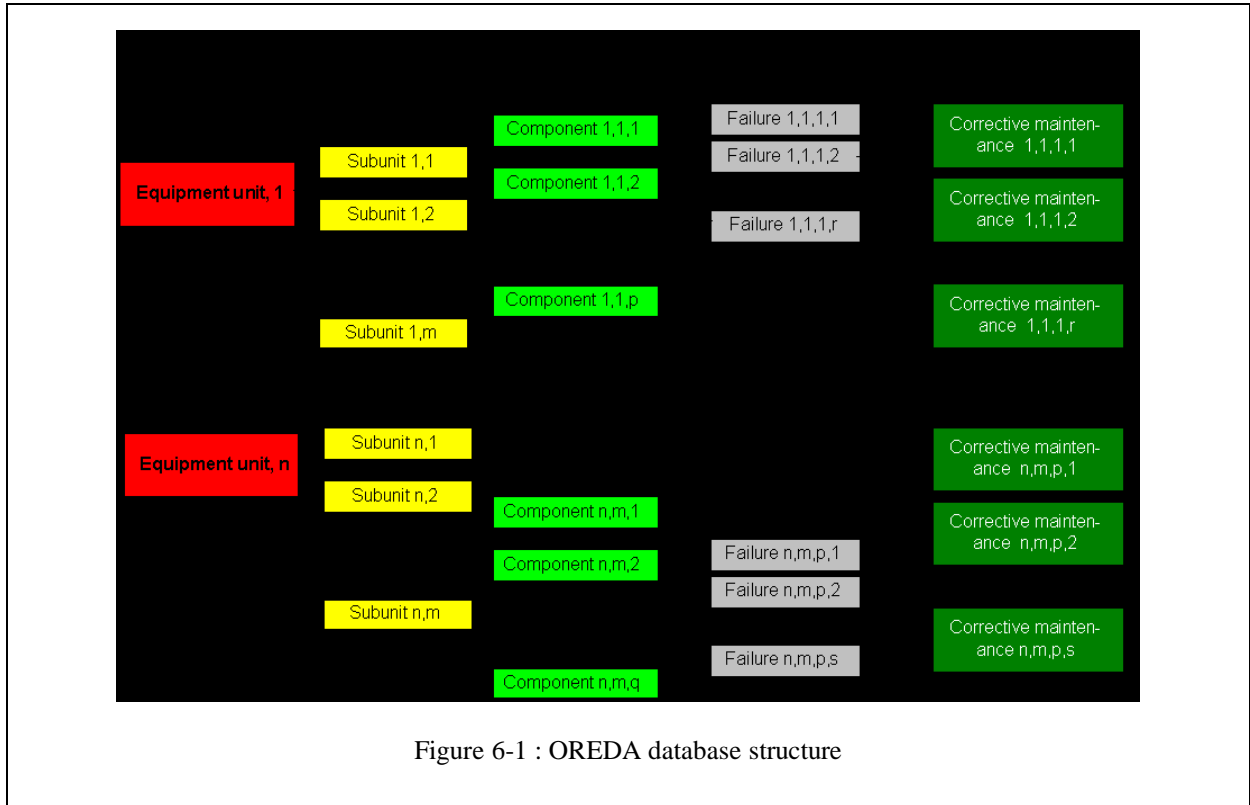 Equipment unit, 1
Subunit 1,1
Subunit 1,2
Subunit 1,m
Component 1,1,1
Component 1,1,2
Component 1,1,p
Failure 1,1,1,1
Failure 1,1,1,2
Failure 1,1,1,r
Corrective mainten-
ance 1,1,1,1
Corrective mainten-
ance 1,1,1,2
Corrective mainten-
ance 1,1,1,r
Equipment unit, n
Subunit n,1
Subunit n,2
Subunit n,m
Component n,m,1
Component n,m,2
Component n,m,q
Failure n,m,p,1
Failure n,m,p,2
Failure n,m,p,s
Corrective mainten-
ance n,m,p,1
Corrective mainten-
ance n,m,p,2
Corrective mainten-
ance n,m,p,s
Figure 6-1 : OREDA database structure